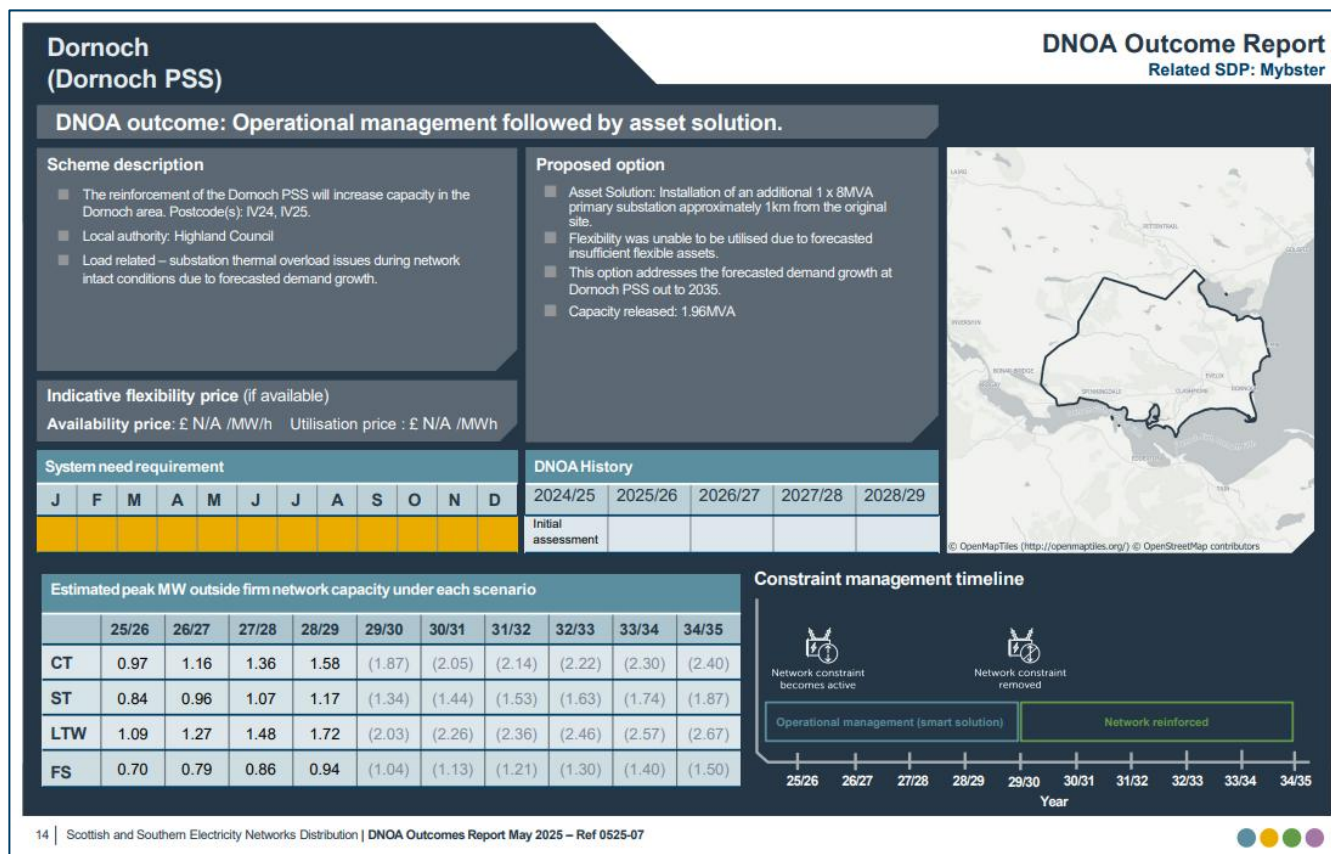 Dornoch
(Dornoch PSS)
DNOA Outcome Report
Related SDP: Mybster
DNOA outcome: Operational management followed by asset solution.
Scheme description
The reinforcement of the Dornoch PSS will increase capacity in the
Dornoch area. Postcode(s): IV24, IV25.
Local authority: Highland Council
Load related – substation thermal overload issues during network
intact conditions due to forecasted demand growth.
Proposed option
Asset Solution: Installation of an additional 1 x 8MVA
primary substation approximately 1km from the original
site.
Flexibility was unable to be utilised due to forecasted
insufficient flexible assets.
This option addresses the forecasted demand growth at
Dornoch PSS out to 2035.
Capacity released: 1.96MVA
LAIRG
ROGART
BONAR BRIDGE
SPINNINGDALE
CLASHMORE
EVELIX
DORNOCH
EDDERTON
TAIN
© OpenMapTiles (http://openmaptiles.org/) © OpenStreetMap contributors
Indicative flexibility price (if available)
Availability price: £ N/A /MW/h Utilisation price : £ N/A /MWh
System need requirement
J F M A M J J A S O N D
DNOA History
2024/25 2025/26 2026/27 2027/28 2028/29
Initial
assessment
Estimated peak MW outside firm network capacity under each scenario
25/26 26/27 27/28 28/29 29/30 30/31 31/32 32/33 33/34 34/35
CT 0.97 1.16 1.36 1.58 (1.87) (2.05) (2.14) (2.22) (2.30) (2.40)
ST 0.84 0.96 1.07 1.17 (1.34) (1.44) (1.53) (1.63) (1.74) (1.87)
LTW 1.09 1.27 1.48 1.72 (2.03) (2.26) (2.36) (2.46) (2.57) (2.67)
FS 0.70 0.79 0.86 0.94 (1.04) (1.13) (1.21) (1.30) (1.40) (1.50)
Constraint management timeline
Network constraint
becomes active
Network constraint
removed
Operational management (smart solution)
Network reinforced
25/26 26/27 27/28 28/29 29/30 30/31 31/32 32/33 33/34 34/35
Year
14 | Scottish and Southern Electricity Networks Distribution | DNOA Outcomes Report May 2025 – Ref 0525-07